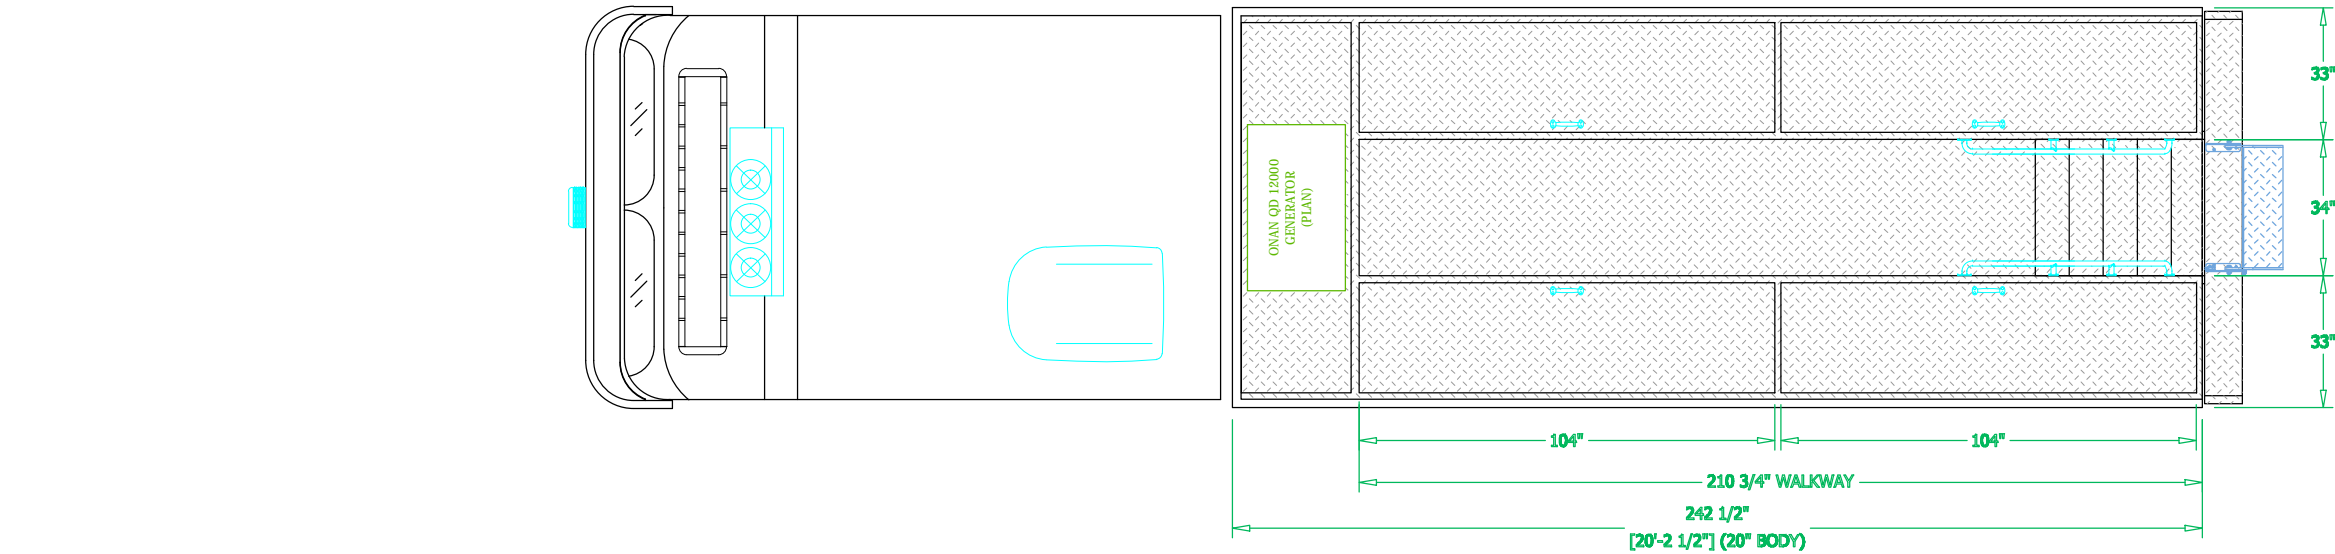 33"
ONAN QD 12000
GENERATOR
(PLAN)
34"
33"
104"
104"
210 3/4" WALKWAY
242 1/2"
[20'-2 1/2"] (20" BODY)